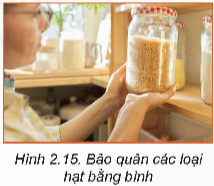 Hình 2.15. Bảo quản các loại
hạt bằng bình